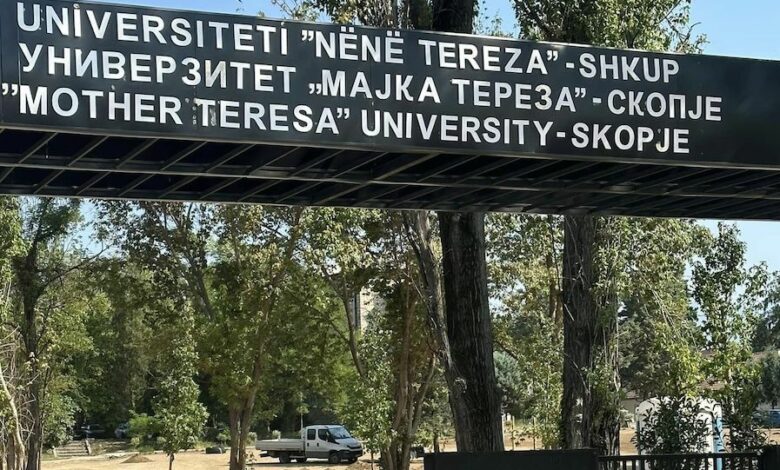 UNIVERSITETİ "NËNË TEREZA"-SHKUP
УНИВЕРЗИТЕТ „МАЈКА ТЕРЕЗА"-СКОПЈЕ
"MOTHER TERESA" UNIVERSITY-SKOPJE